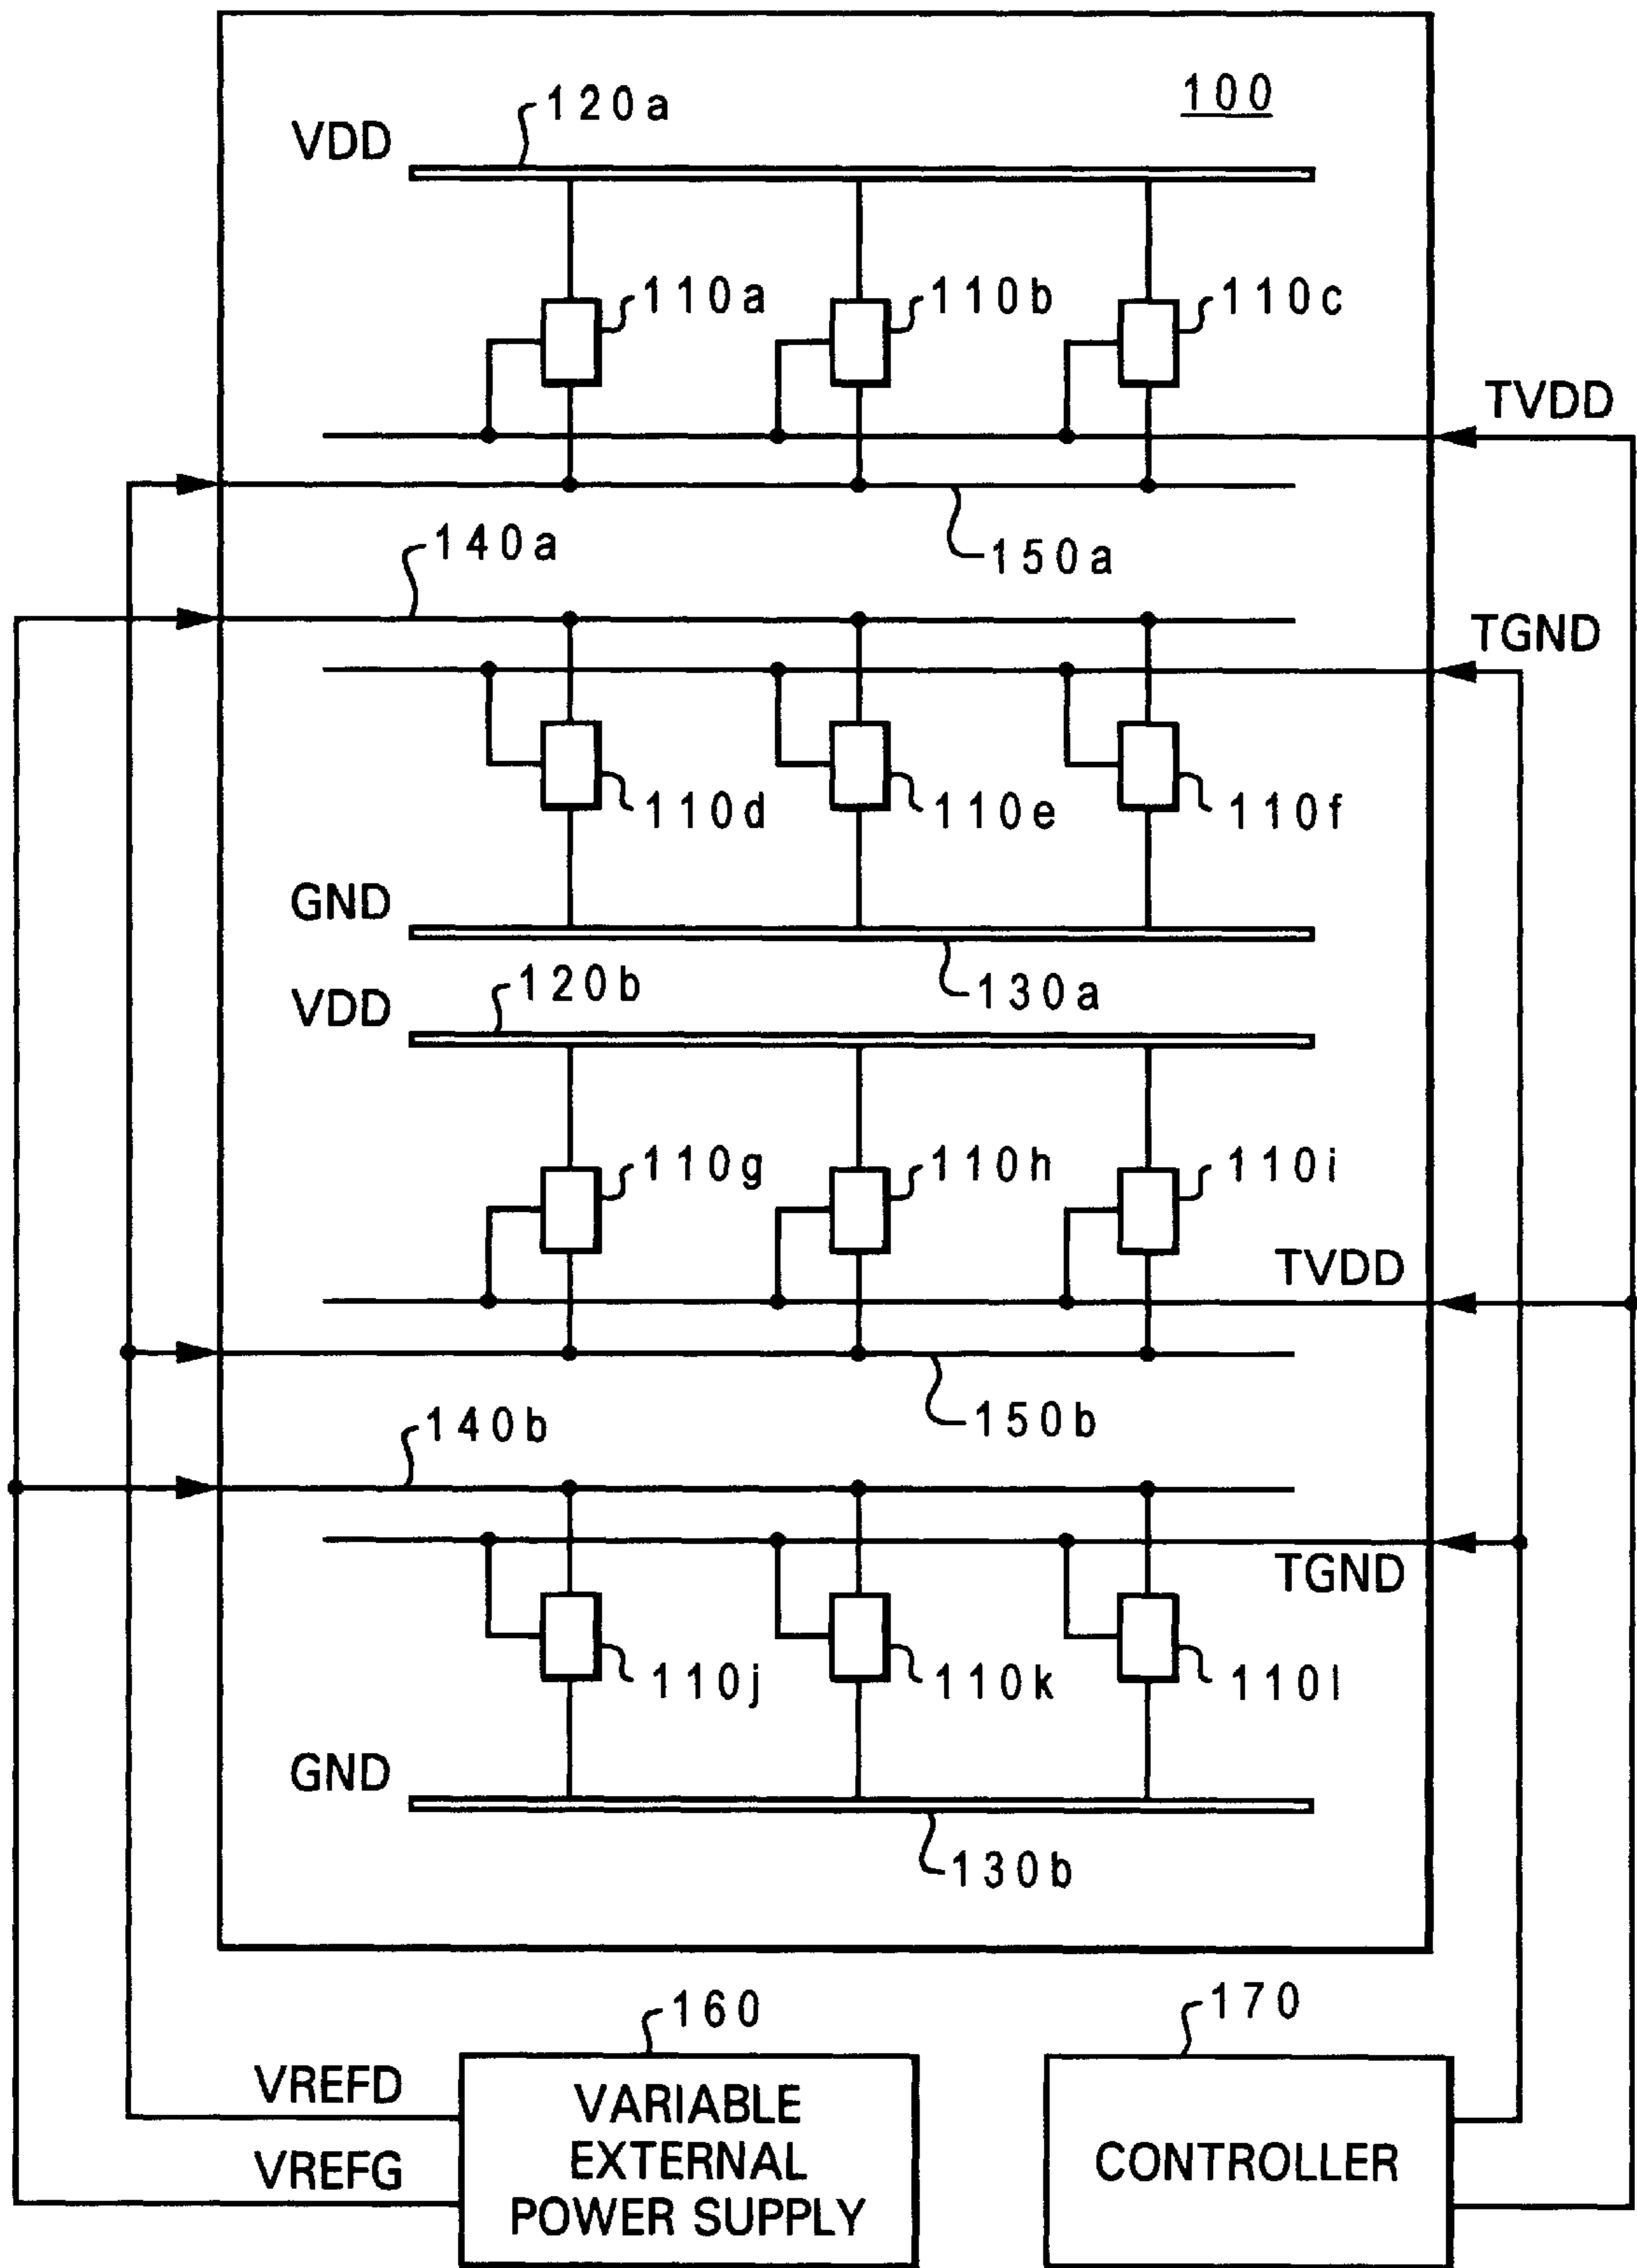 100
120a
VDD
110a 110b 110c
TVDD
140a 150a
TGND
110d 110e 110f
GND
120b 130a
VDD
110g 110h 110i
TVDD
140b 150b
TGND
110j 110k 110l
GND
130b
160 170
VREFD
VREFG
VARIABLE
EXTERNAL
POWER SUPPLY
CONTROLLER